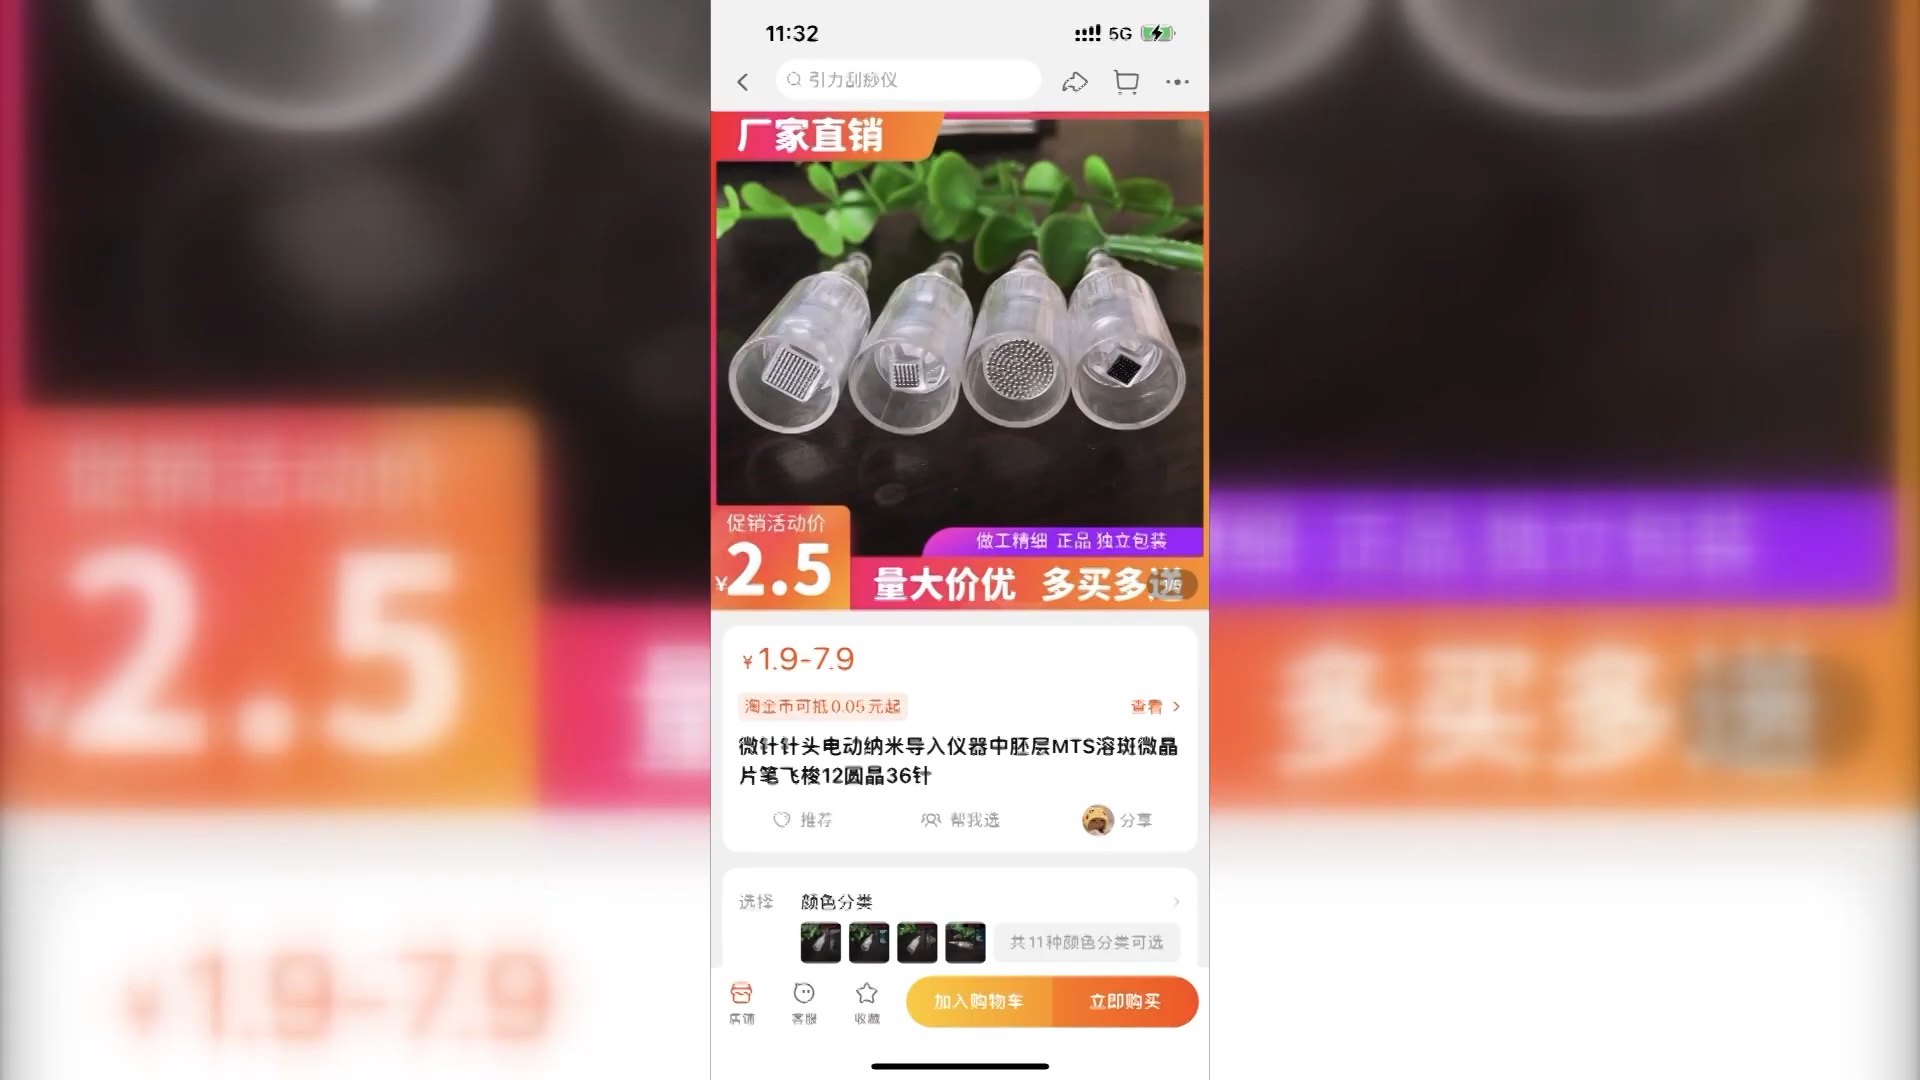 11:32
5G
引力刮痧仪
厂家直销
促销活动价
¥2.5
做工精细 正品 独立包装
量大价优 多买多送
1/5
¥1.9-7.9
淘金币可抵0.05元起
查看
微针针头电动纳米导入仪器中胚层MTS溶斑微晶
片笔飞梭12圆晶36针
推荐
帮我选
分享
选择
颜色分类
共11种颜色分类可选
店铺
客服
收藏
加入购物车
立即购买